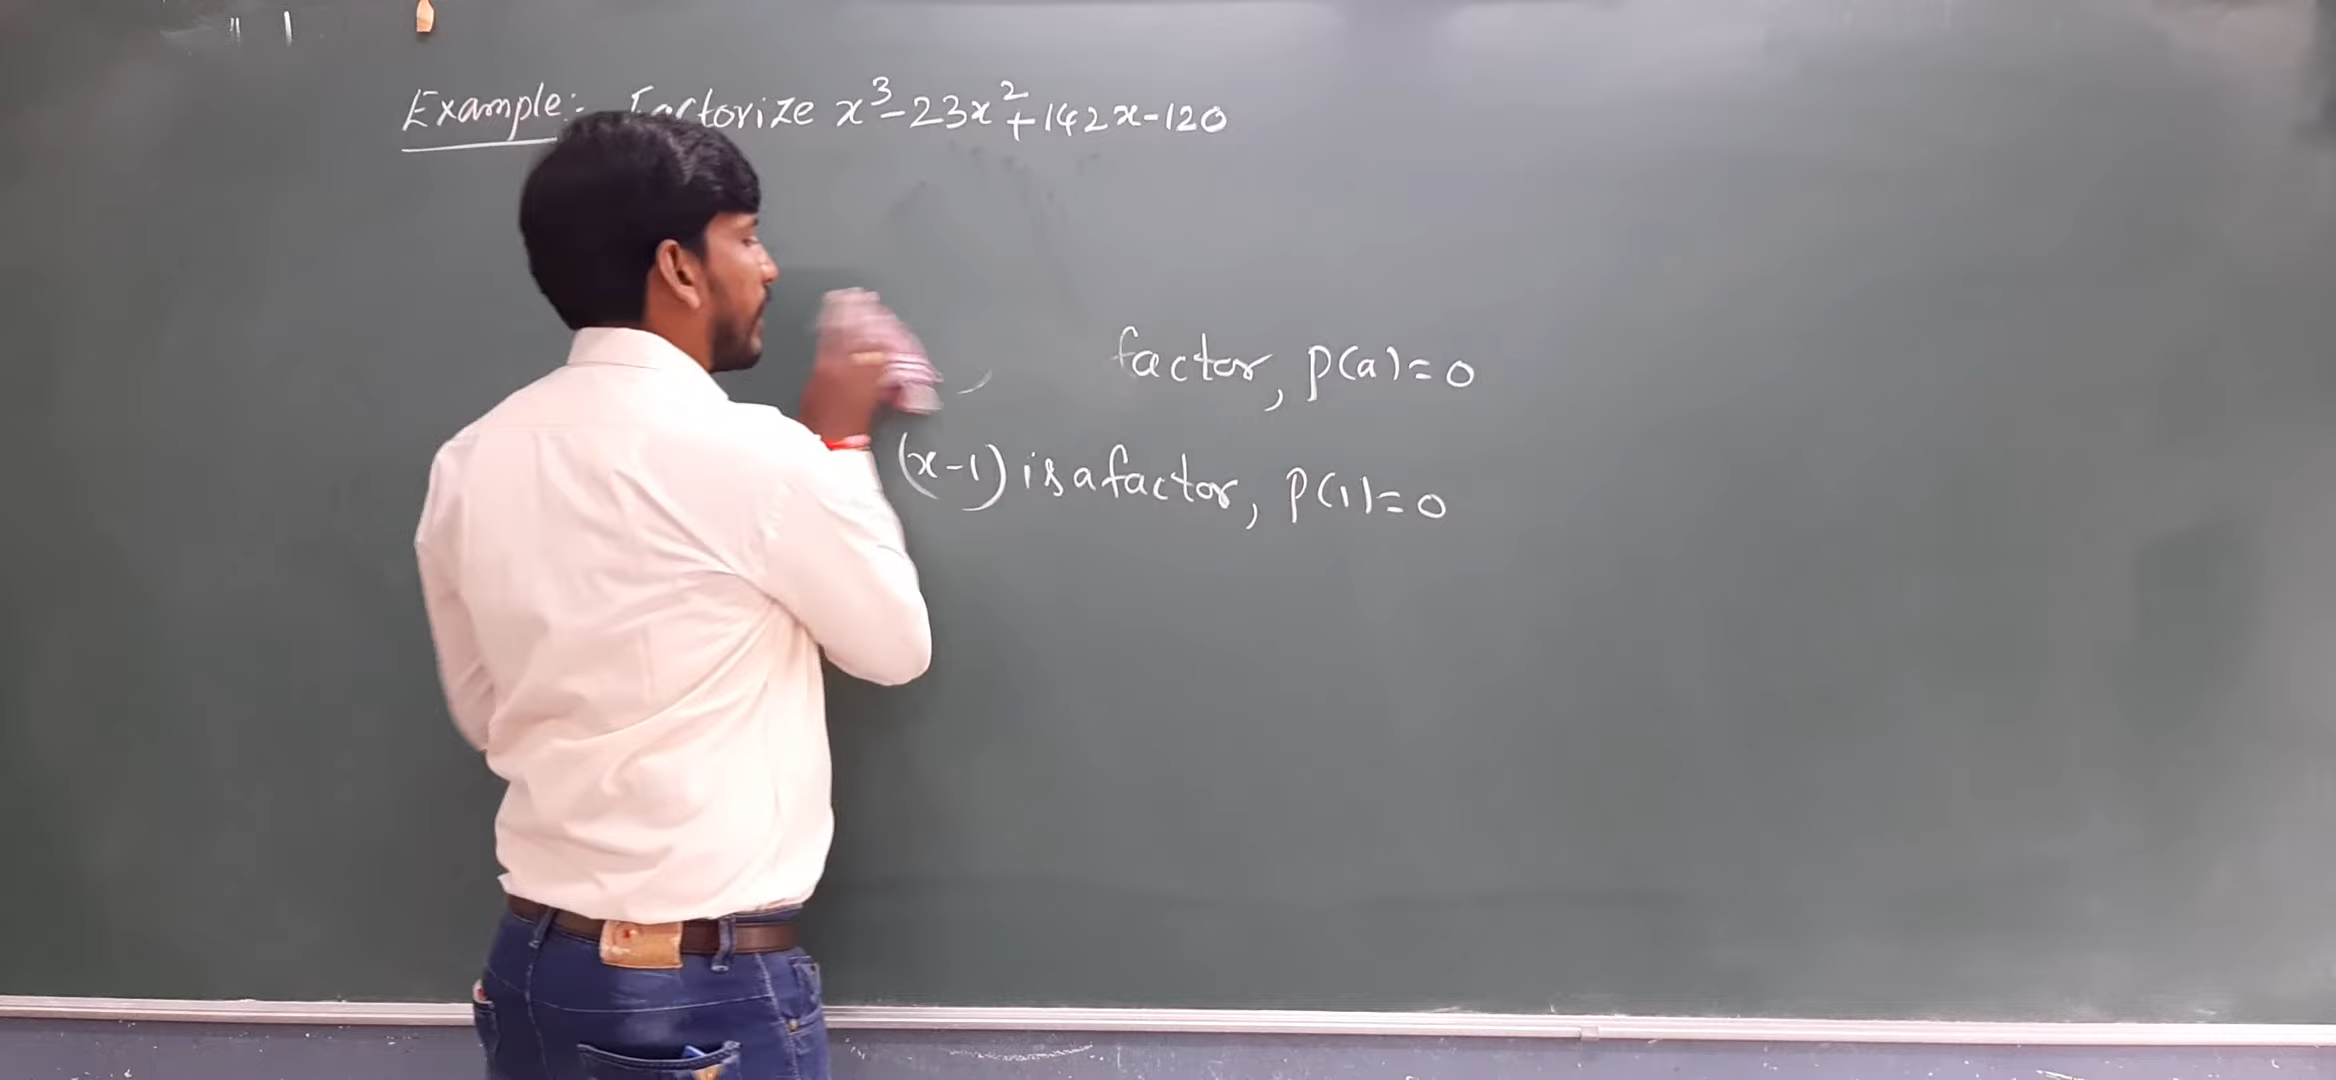 Example:- Factorize x³-23x²+142x-120
factor, p(a)=0
(x-1) is a factor, p(1)=0